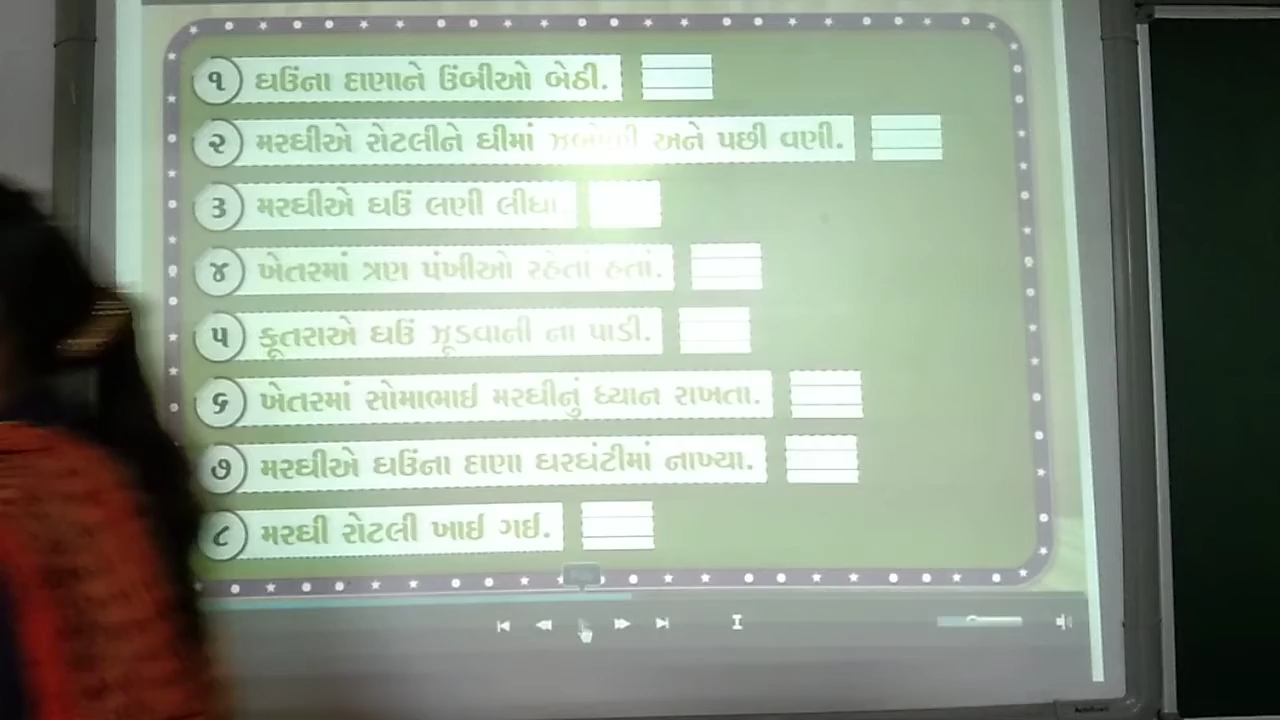 ૧ ઘઉંના દાણાને ઉંબીઓ બેઠી.
૨ મરઘીએ રોટલીને ઘીમાં ઝબોળી અને પછી વણી.
૩ મરઘીએ ઘઉં લણી લીધા
૪ ખેતરમાં ત્રણ પંખીઓ રહેતાં હતાં.
૫ કૂતરાએ ઘઉં ઝૂડવાની ના પાડી.
૬ ખેતરમાં સોમાભાઈ મરઘીનું ધ્યાન રાખતા.
૭ મરઘીએ ઘઉંના દાણા ઘરઘંટીમાં નાખ્યા.
૮ મરઘી રોટલી ખાઈ ગઈ.